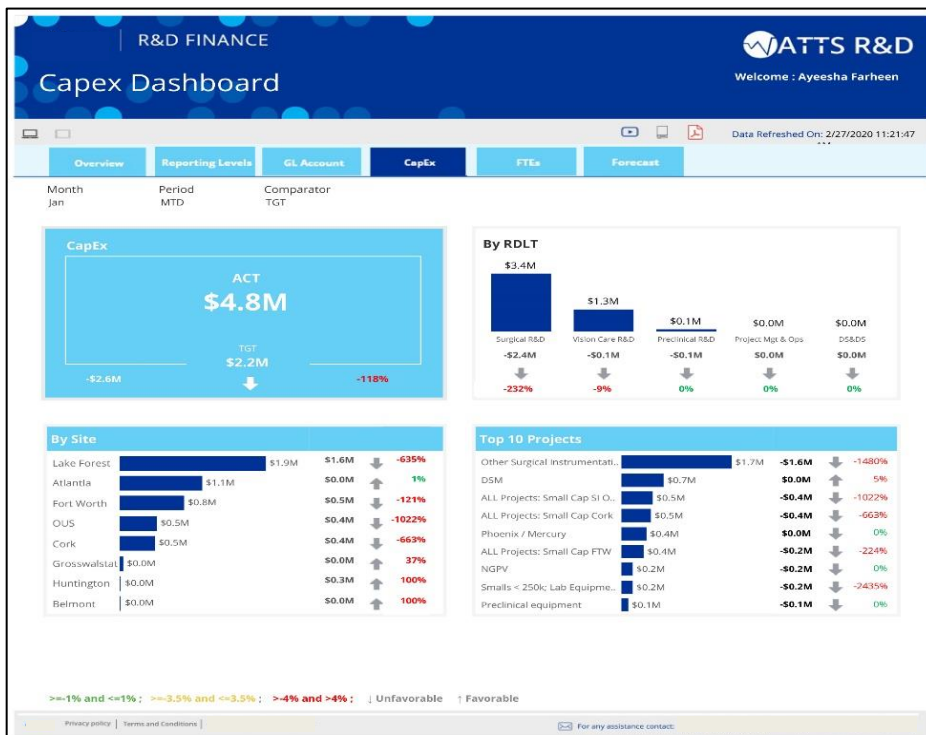 R&D FINANCE
WATTS R&D
Capex Dashboard
Welcome : Ayeesha Farheen
Data Refreshed On: 2/27/2020 11:21:47
Overview Reporting Levels GL Account CapEx FTEs Forecast
Month Period Comparator
Jan MTD TGT
CapEx
ACT
$4.8M
TGT
$2.2M
-$2.6M ↓ -118%
By RDLT
$3.4M
$1.3M
$0.1M $0.0M $0.0M
Surgical R&D Vision Care R&D Preclinical R&D Project Mgt & Ops DS&DS
-$2.4M -$0.1M -$0.1M $0.0M $0.0M
-232% -9% 0% 0% 0%
By Site
Lake Forest $1.9M $1.6M -635%
Atlantla $1.1M $0.0M 1%
Fort Worth $0.8M $0.5M -121%
OUS $0.5M $0.4M -1022%
Cork $0.5M $0.4M -663%
Grosswalstat $0.0M $0.0M 37%
Huntington $0.0M $0.3M 100%
Belmont $0.0M $0.0M 100%
Top 10 Projects
Other Surgical Instrumentati.. $1.7M -$1.6M -1480%
DSM $0.7M $0.0M 5%
ALL Projects: Small Cap SI O.. $0.5M -$0.4M -1022%
ALL Projects: Small Cap Cork $0.5M -$0.4M -663%
Phoenix / Mercury $0.4M $0.0M 0%
ALL Projects: Small Cap FTW $0.4M -$0.2M -224%
NGPV $0.2M -$0.2M 0%
Smalls < 250k; Lab Equipme.. $0.2M -$0.2M -2435%
Preclinical equipment $0.1M -$0.1M 0%
>=-1% and <=1% ; >=-3.5% and <=3.5% ; >-4% and >4% ; ↓ Unfavorable ↑ Favorable
Privacy policy | Terms and Conditions |
For any assistance contact: